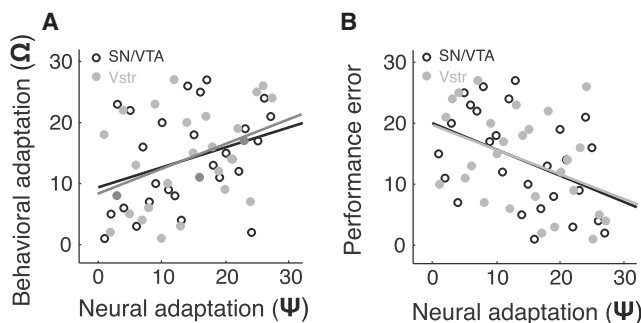 A
Behavioral adaptation (Ω)
30
20
10
0
SN/VTA
Vstr
0
10
20
30
Neural adaptation (Ψ)
B
Performance error
30
20
10
0
SN/VTA
Vstr
0
10
20
30
Neural adaptation (Ψ)